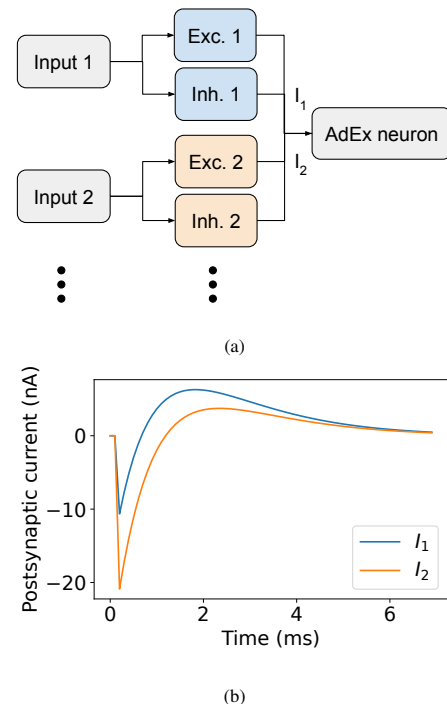 Exc. 1
Input 1
Inh. 1
I1
AdEx neuron
Exc. 2
I2
Input 2
Inh. 2
(a)
Postsynaptic current (nA)
0
−10
−20
I1
I2
0
2
4
6
Time (ms)
(b)